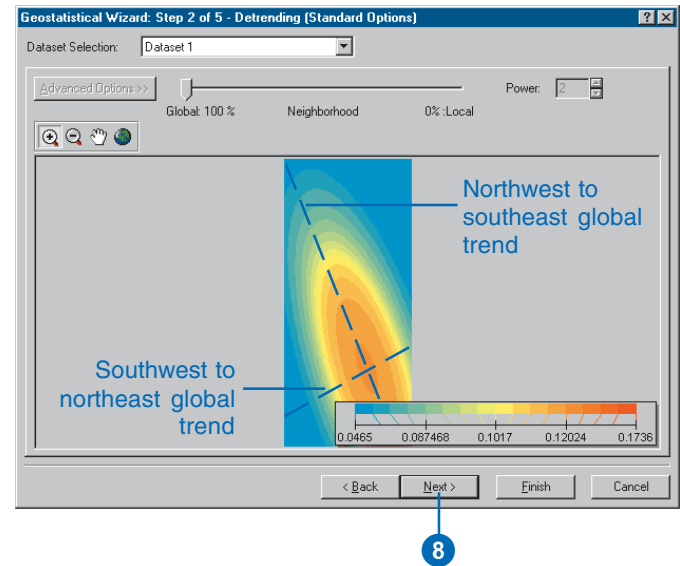 Geostatistical Wizard: Step 2 of 5 - Detrending (Standard Options)
Dataset Selection: Dataset 1
Advanced Options >> Power: 2
Global: 100 % Neighborhood 0% :Local
Northwest to
southeast global
trend
Southwest to
northeast global
trend
0.0465 0.087468 0.1017 0.12024 0.1736
< Back Next > Finish Cancel
8